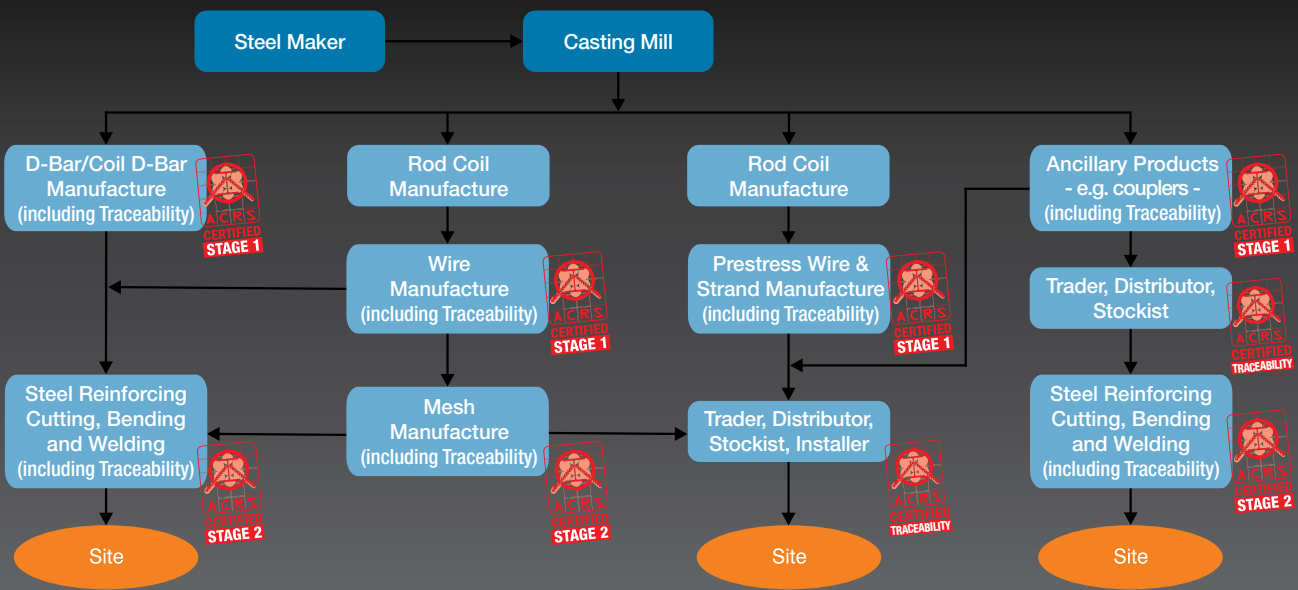 Steel Maker
Casting Mill
D-Bar/Coil D-Bar
Manufacture
(including Traceability)
ACRS
CERTIFIED
STAGE 1
Rod Coil
Manufacture
Rod Coil
Manufacture
Ancillary Products
- e.g. couplers -
(including Traceability)
ACRS
CERTIFIED
STAGE 1
Wire
Manufacture
(including Traceability)
ACRS
CERTIFIED
STAGE 1
Prestress Wire &
Strand Manufacture
(including Traceability)
ACRS
CERTIFIED
STAGE 1
Trader, Distributor,
Stockist
ACRS
CERTIFIED
TRACEABILITY
Steel Reinforcing
Cutting, Bending
and Welding
(including Traceability)
ACRS
CERTIFIED
STAGE 2
Mesh
Manufacture
(including Traceability)
ACRS
CERTIFIED
STAGE 2
Trader, Distributor,
Stockist, Installer
ACRS
CERTIFIED
TRACEABILITY
Steel Reinforcing
Cutting, Bending
and Welding
(including Traceability)
ACRS
CERTIFIED
STAGE 2
Site
Site
Site